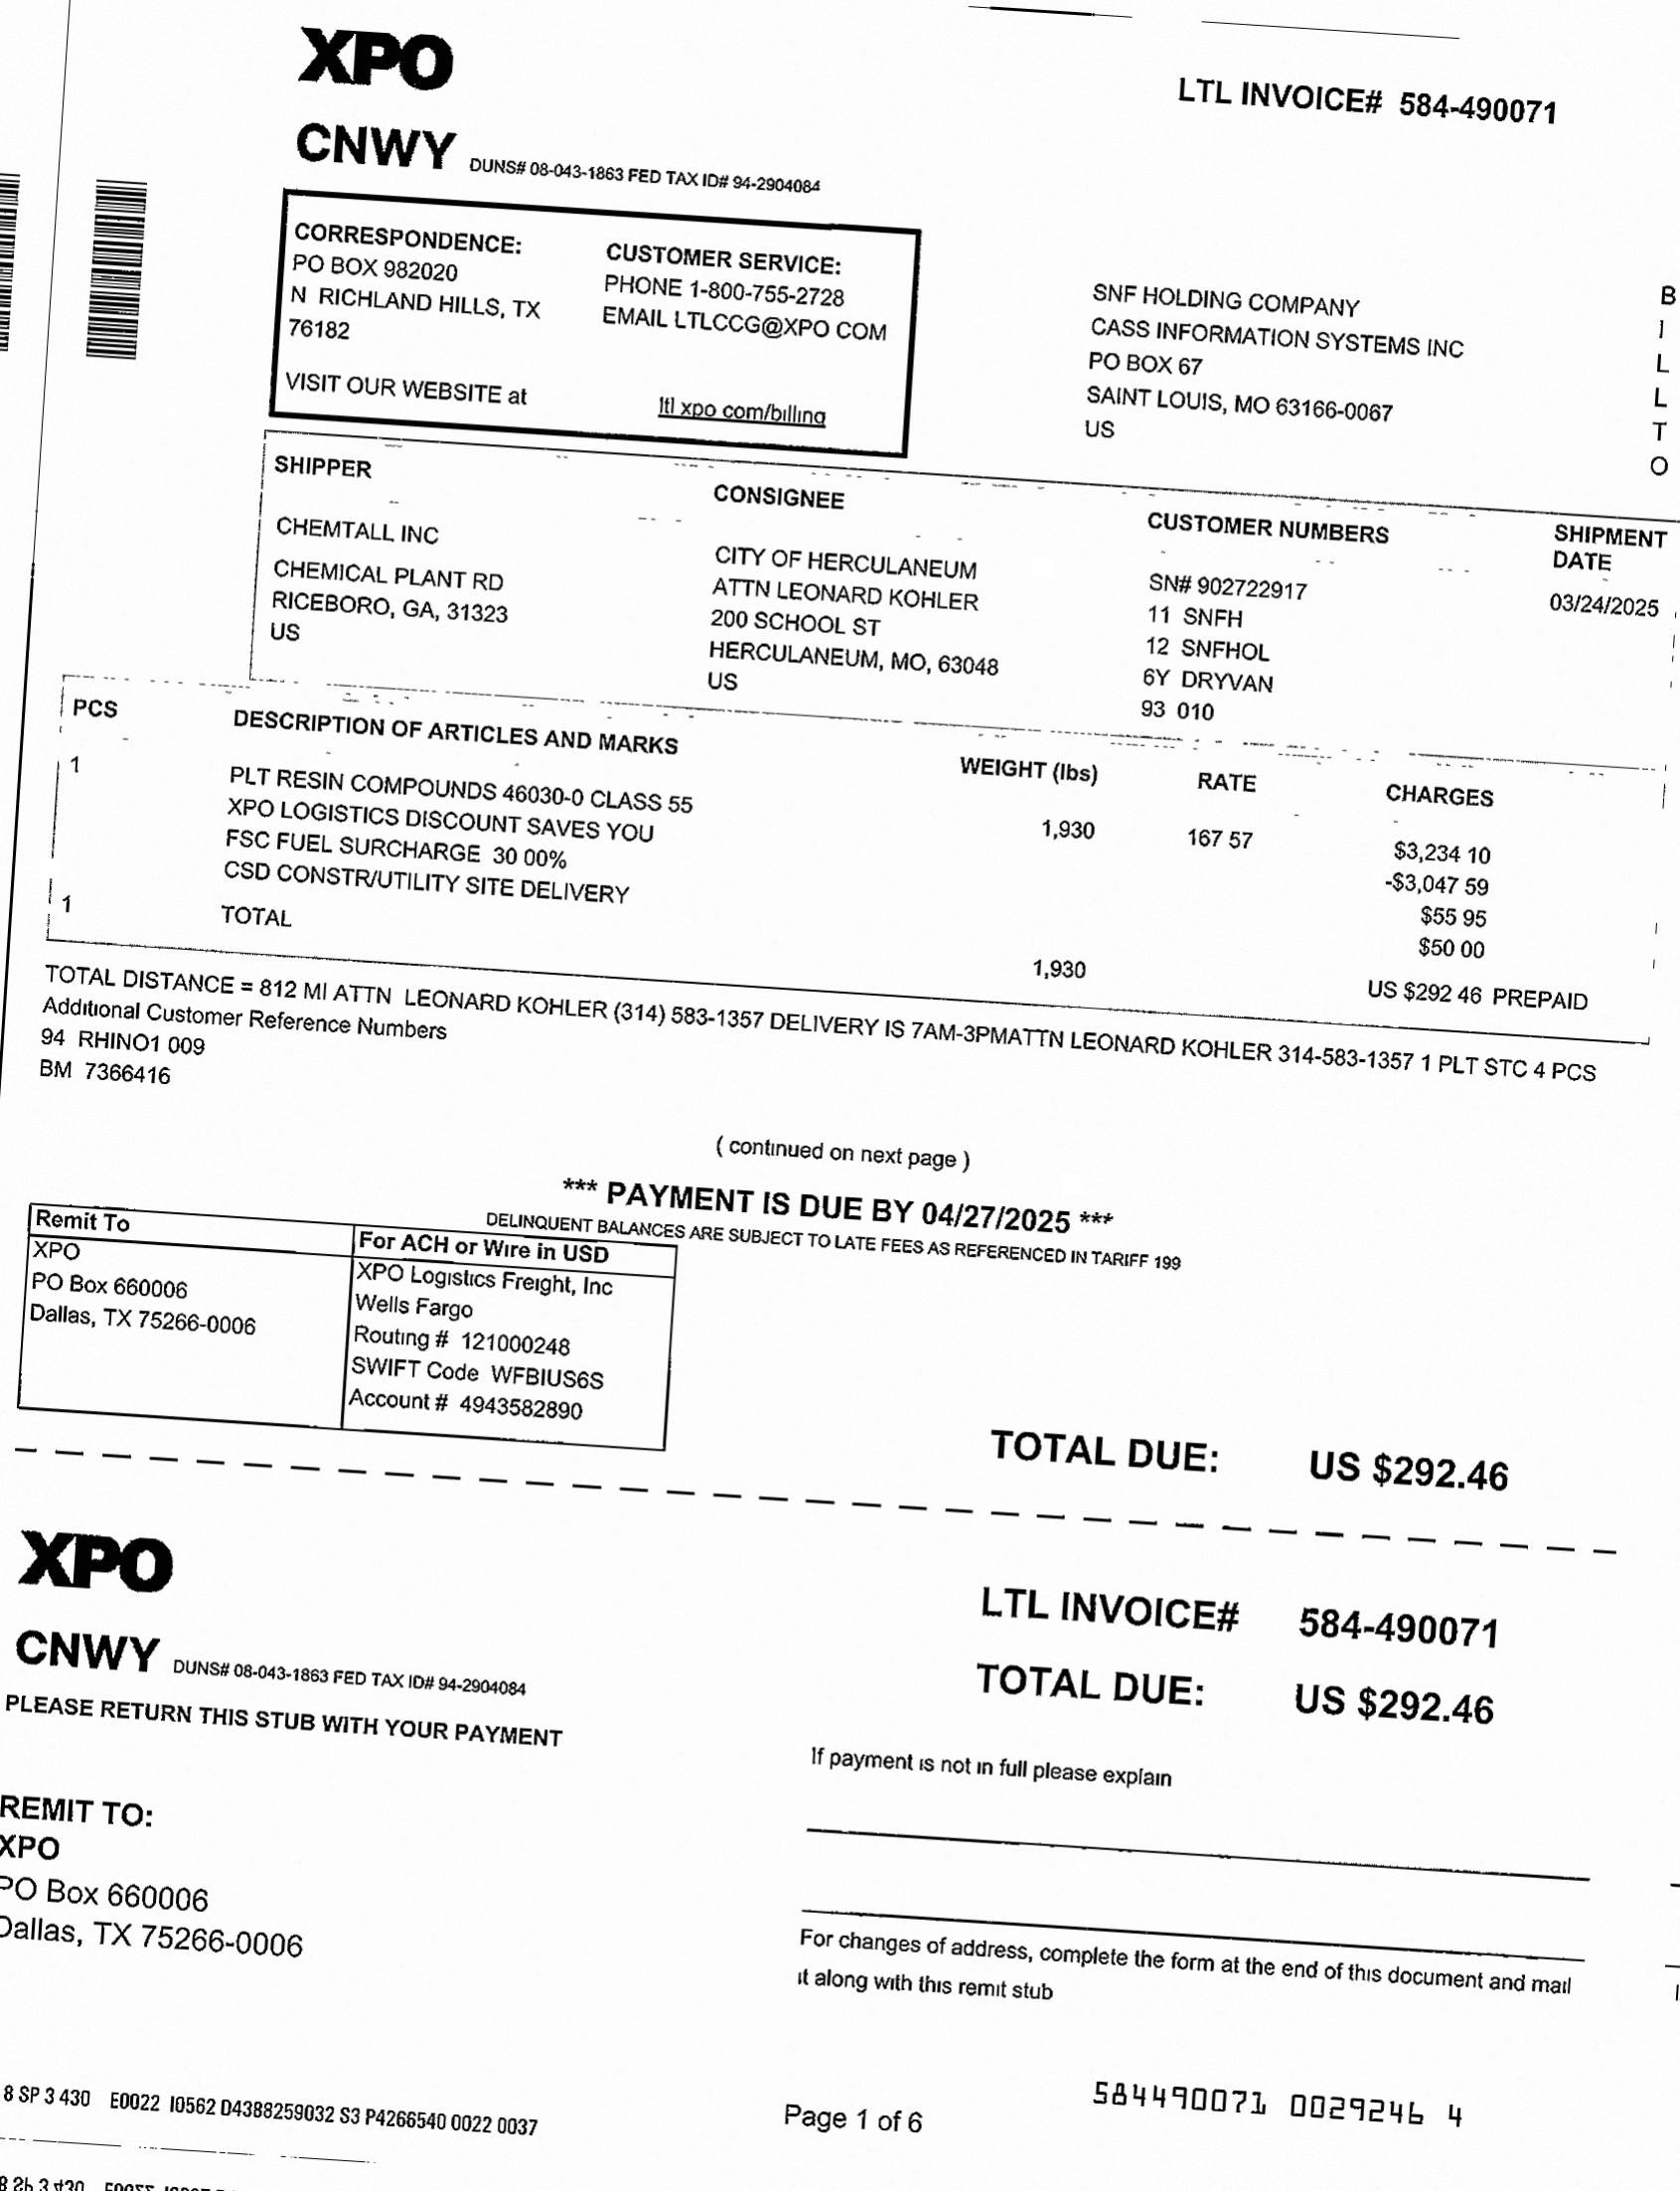 XPO
LTL INVOICE# 584-490071
CNWY DUNS# 08-043-1863 FED TAX ID# 94-2904084
CORRESPONDENCE:
PO BOX 982020
N RICHLAND HILLS, TX
76182
VISIT OUR WEBSITE at
CUSTOMER SERVICE:
PHONE 1-800-755-2728
EMAIL LTLCCG@XPO COM
ltl xpo com/billing
SNF HOLDING COMPANY
CASS INFORMATION SYSTEMS INC
PO BOX 67
SAINT LOUIS, MO 63166-0067
US
B
I
L
L
T
O
SHIPPER
CHEMTALL INC
CHEMICAL PLANT RD
RICEBORO, GA, 31323
US
CONSIGNEE
CITY OF HERCULANEUM
ATTN LEONARD KOHLER
200 SCHOOL ST
HERCULANEUM, MO, 63048
US
CUSTOMER NUMBERS
SN# 902722917
11 SNFH
12 SNFHOL
6Y DRYVAN
93 010
SHIPMENT
DATE
03/24/2025
PCS DESCRIPTION OF ARTICLES AND MARKS WEIGHT (lbs) RATE CHARGES
1 PLT RESIN COMPOUNDS 46030-0 CLASS 55 1,930 167 57 $3,234 10
XPO LOGISTICS DISCOUNT SAVES YOU -$3,047 59
FSC FUEL SURCHARGE 30 00% $55 95
CSD CONSTR/UTILITY SITE DELIVERY $50 00
1 TOTAL 1,930 US $292 46 PREPAID
TOTAL DISTANCE = 812 MI ATTN LEONARD KOHLER (314) 583-1357 DELIVERY IS 7AM-3PMATTN LEONARD KOHLER 314-583-1357 1 PLT STC 4 PCS
Additional Customer Reference Numbers
94 RHINO1 009
BM 7366416
( continued on next page )
*** PAYMENT IS DUE BY 04/27/2025 ***
DELINQUENT BALANCES ARE SUBJECT TO LATE FEES AS REFERENCED IN TARIFF 199
Remit To
XPO
PO Box 660006
Dallas, TX 75266-0006
For ACH or Wire in USD
XPO Logistics Freight, Inc
Wells Fargo
Routing # 121000248
SWIFT Code WFBIUS6S
Account # 4943582890
TOTAL DUE: US $292.46
XPO
CNWY DUNS# 08-043-1863 FED TAX ID# 94-2904084
PLEASE RETURN THIS STUB WITH YOUR PAYMENT
LTL INVOICE# 584-490071
TOTAL DUE: US $292.46
If payment is not in full please explain
REMIT TO:
XPO
PO Box 660006
Dallas, TX 75266-0006
For changes of address, complete the form at the end of this document and mail
it along with this remit stub
8 SP 3 430 E0022 I0562 D4388259032 S3 P4266540 0022 0037
Page 1 of 6
584490071 0029246 4